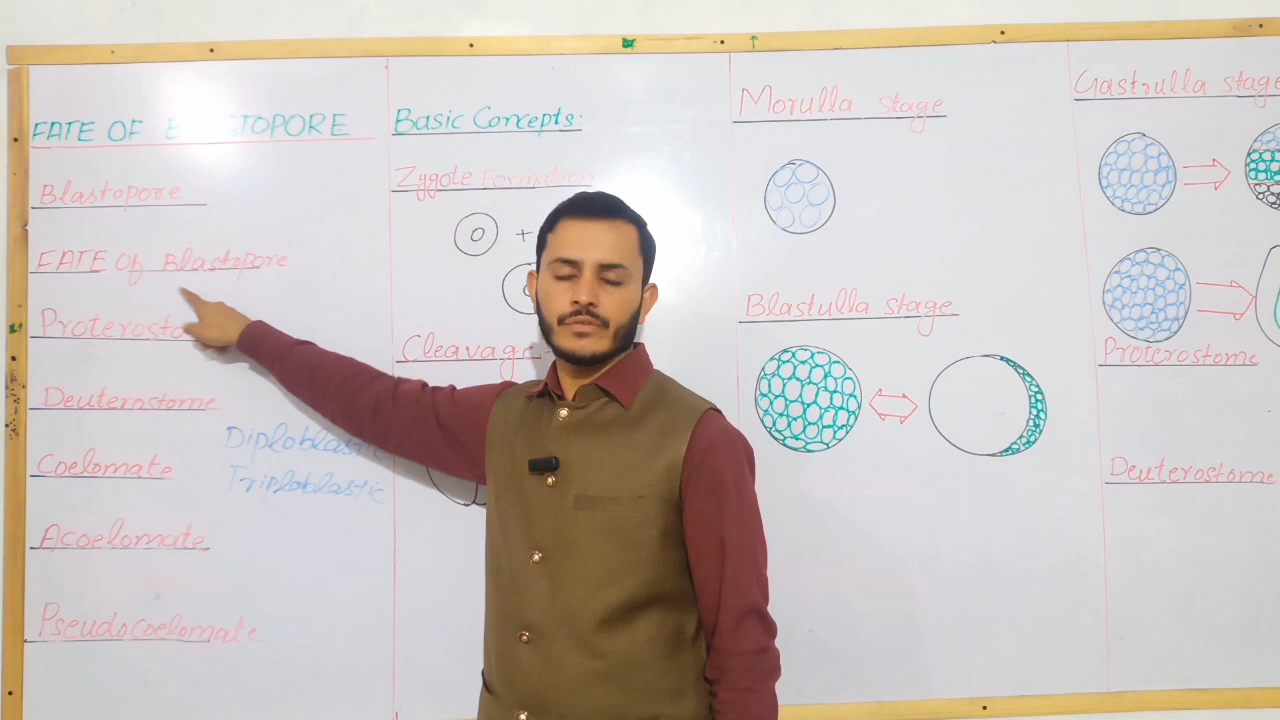 FATE OF B TOPORE
Blastopore
FATE Of Blastopore
Proterosto
Deuterostome
Diploblastic
Triploblastic
Coelomate
Acoelomate
Pseudocoelomate
Basic Concepts:
Zygote Formation
+
Cleavage
Morulla stage
Blastulla stage
Gastrulla stage
Proterostome
Deuterostome